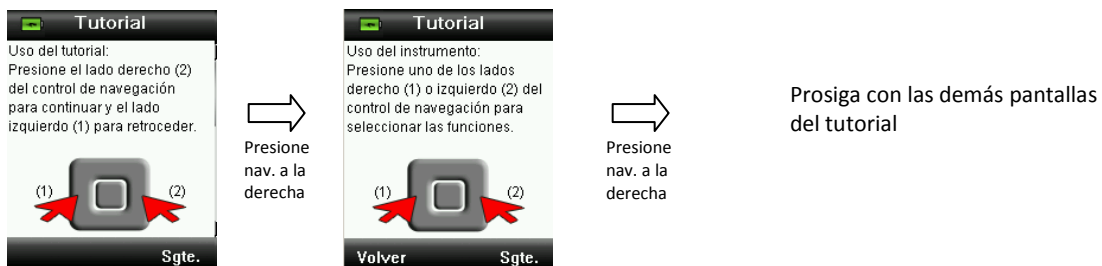 Tutorial
Uso del tutorial:
Presione el lado derecho (2)
del control de navegación
para continuar y el lado
izquierdo (1) para retroceder.
(1)
(2)
Sgte.
Presione
nav. a la
derecha
Tutorial
Uso del instrumento:
Presione uno de los lados
derecho (1) o izquierdo (2) del
control de navegación para
seleccionar las funciones.
(1)
(2)
Volver
Sgte.
Presione
nav. a la
derecha
Prosiga con las demás pantallas
del tutorial